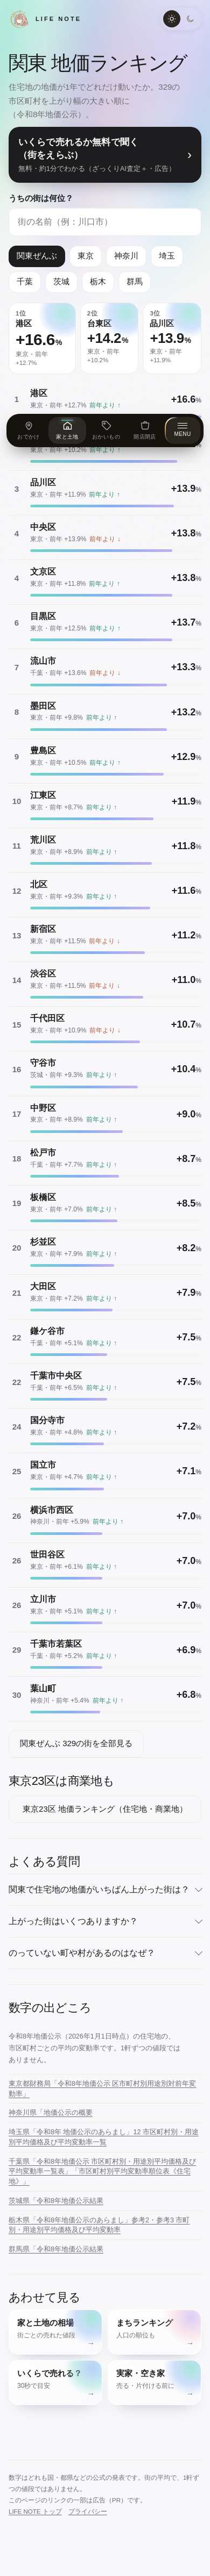 LIFE NOTE
関東 地価ランキング
住宅地の地価が1年でどれだけ動いたか。329の
市区町村を上がり幅の大きい順に
（令和8年地価公示）。
いくらで売れるか無料で聞く
（街をえらぶ）
無料・約1分でわかる（ざっくりAI査定＋・広告）
うちの街は何位？
街の名前（例：川口市）
関東ぜんぶ
東京
神奈川
埼玉
千葉
茨城
栃木
群馬
1位
港区
+16.6%
東京・前年
+12.7%
2位
台東区
+14.2%
東京・前年
+10.2%
3位
品川区
+13.9%
東京・前年
+11.9%
1 港区 +16.6%
東京・前年 +12.7% 前年より ↑
おでかけ
家と土地
おかいもの
開店閉店
MENU
東京・前年 +10.2% 前年より ↑
3 品川区 +13.9%
東京・前年 +11.9% 前年より ↑
4 中央区 +13.8%
東京・前年 +13.9% 前年より ↓
4 文京区 +13.8%
東京・前年 +11.8% 前年より ↑
6 目黒区 +13.7%
東京・前年 +12.5% 前年より ↑
7 流山市 +13.3%
千葉・前年 +13.6% 前年より ↓
8 墨田区 +13.2%
東京・前年 +9.8% 前年より ↑
9 豊島区 +12.9%
東京・前年 +10.5% 前年より ↑
10 江東区 +11.9%
東京・前年 +8.7% 前年より ↑
11 荒川区 +11.8%
東京・前年 +8.9% 前年より ↑
12 北区 +11.6%
東京・前年 +9.3% 前年より ↑
13 新宿区 +11.2%
東京・前年 +11.5% 前年より ↓
14 渋谷区 +11.0%
東京・前年 +11.5% 前年より ↓
15 千代田区 +10.7%
東京・前年 +10.9% 前年より ↓
16 守谷市 +10.4%
茨城・前年 +9.3% 前年より ↑
17 中野区 +9.0%
東京・前年 +8.9% 前年より ↑
18 松戸市 +8.7%
千葉・前年 +7.7% 前年より ↑
19 板橋区 +8.5%
東京・前年 +7.0% 前年より ↑
20 杉並区 +8.2%
東京・前年 +7.9% 前年より ↑
21 大田区 +7.9%
東京・前年 +7.2% 前年より ↑
22 鎌ケ谷市 +7.5%
千葉・前年 +5.1% 前年より ↑
22 千葉市中央区 +7.5%
千葉・前年 +6.5% 前年より ↑
24 国分寺市 +7.2%
東京・前年 +4.8% 前年より ↑
25 国立市 +7.1%
東京・前年 +4.7% 前年より ↑
26 横浜市西区 +7.0%
神奈川・前年 +5.9% 前年より ↑
26 世田谷区 +7.0%
東京・前年 +6.1% 前年より ↑
26 立川市 +7.0%
東京・前年 +5.1% 前年より ↑
29 千葉市若葉区 +6.9%
千葉・前年 +5.2% 前年より ↑
30 葉山町 +6.8%
神奈川・前年 +5.4% 前年より ↑
関東ぜんぶ 329の街を全部見る
東京23区は商業地も
東京23区 地価ランキング（住宅地・商業地）
よくある質問
関東で住宅地の地価がいちばん上がった街は？
上がった街はいくつありますか？
のっていない町や村があるのはなぜ？
数字の出どころ
令和8年地価公示（2026年1月1日時点）の住宅地の、
市区町村ごとの平均の変動率です。1軒ずつの値段では
ありません。
東京都財務局「令和8年地価公示 区市町村別用途別対前年変
動率」
神奈川県「地価公示の概要
埼玉県「令和8年 地価公示のあらまし」12 市区町村別・用途
別平均価格及び平均変動率一覧
千葉県「令和8年地価公示 市区町村別・用途別平均価格及び
平均変動率一覧表」「市区町村別平均変動率順位表《住宅
地》」
茨城県「令和8年地価公示結果
栃木県「令和8年地価公示のあらまし」参考2・参考3 市町
別・用途別平均価格及び平均変動率
群馬県「令和8年地価公示結果
あわせて見る
家と土地の相場
街ごとの売れた値段
→
まちランキング
人口の順位も
→
いくらで売れる？
30秒で目安
→
実家・空き家
売る・片付ける前に
→
数字はどれも国・都県などの公式の発表です。街の平均で、1軒ず
つの値段ではありません。
このページのリンクの一部は広告（PR）です。
LIFE NOTE トップ プライバシー